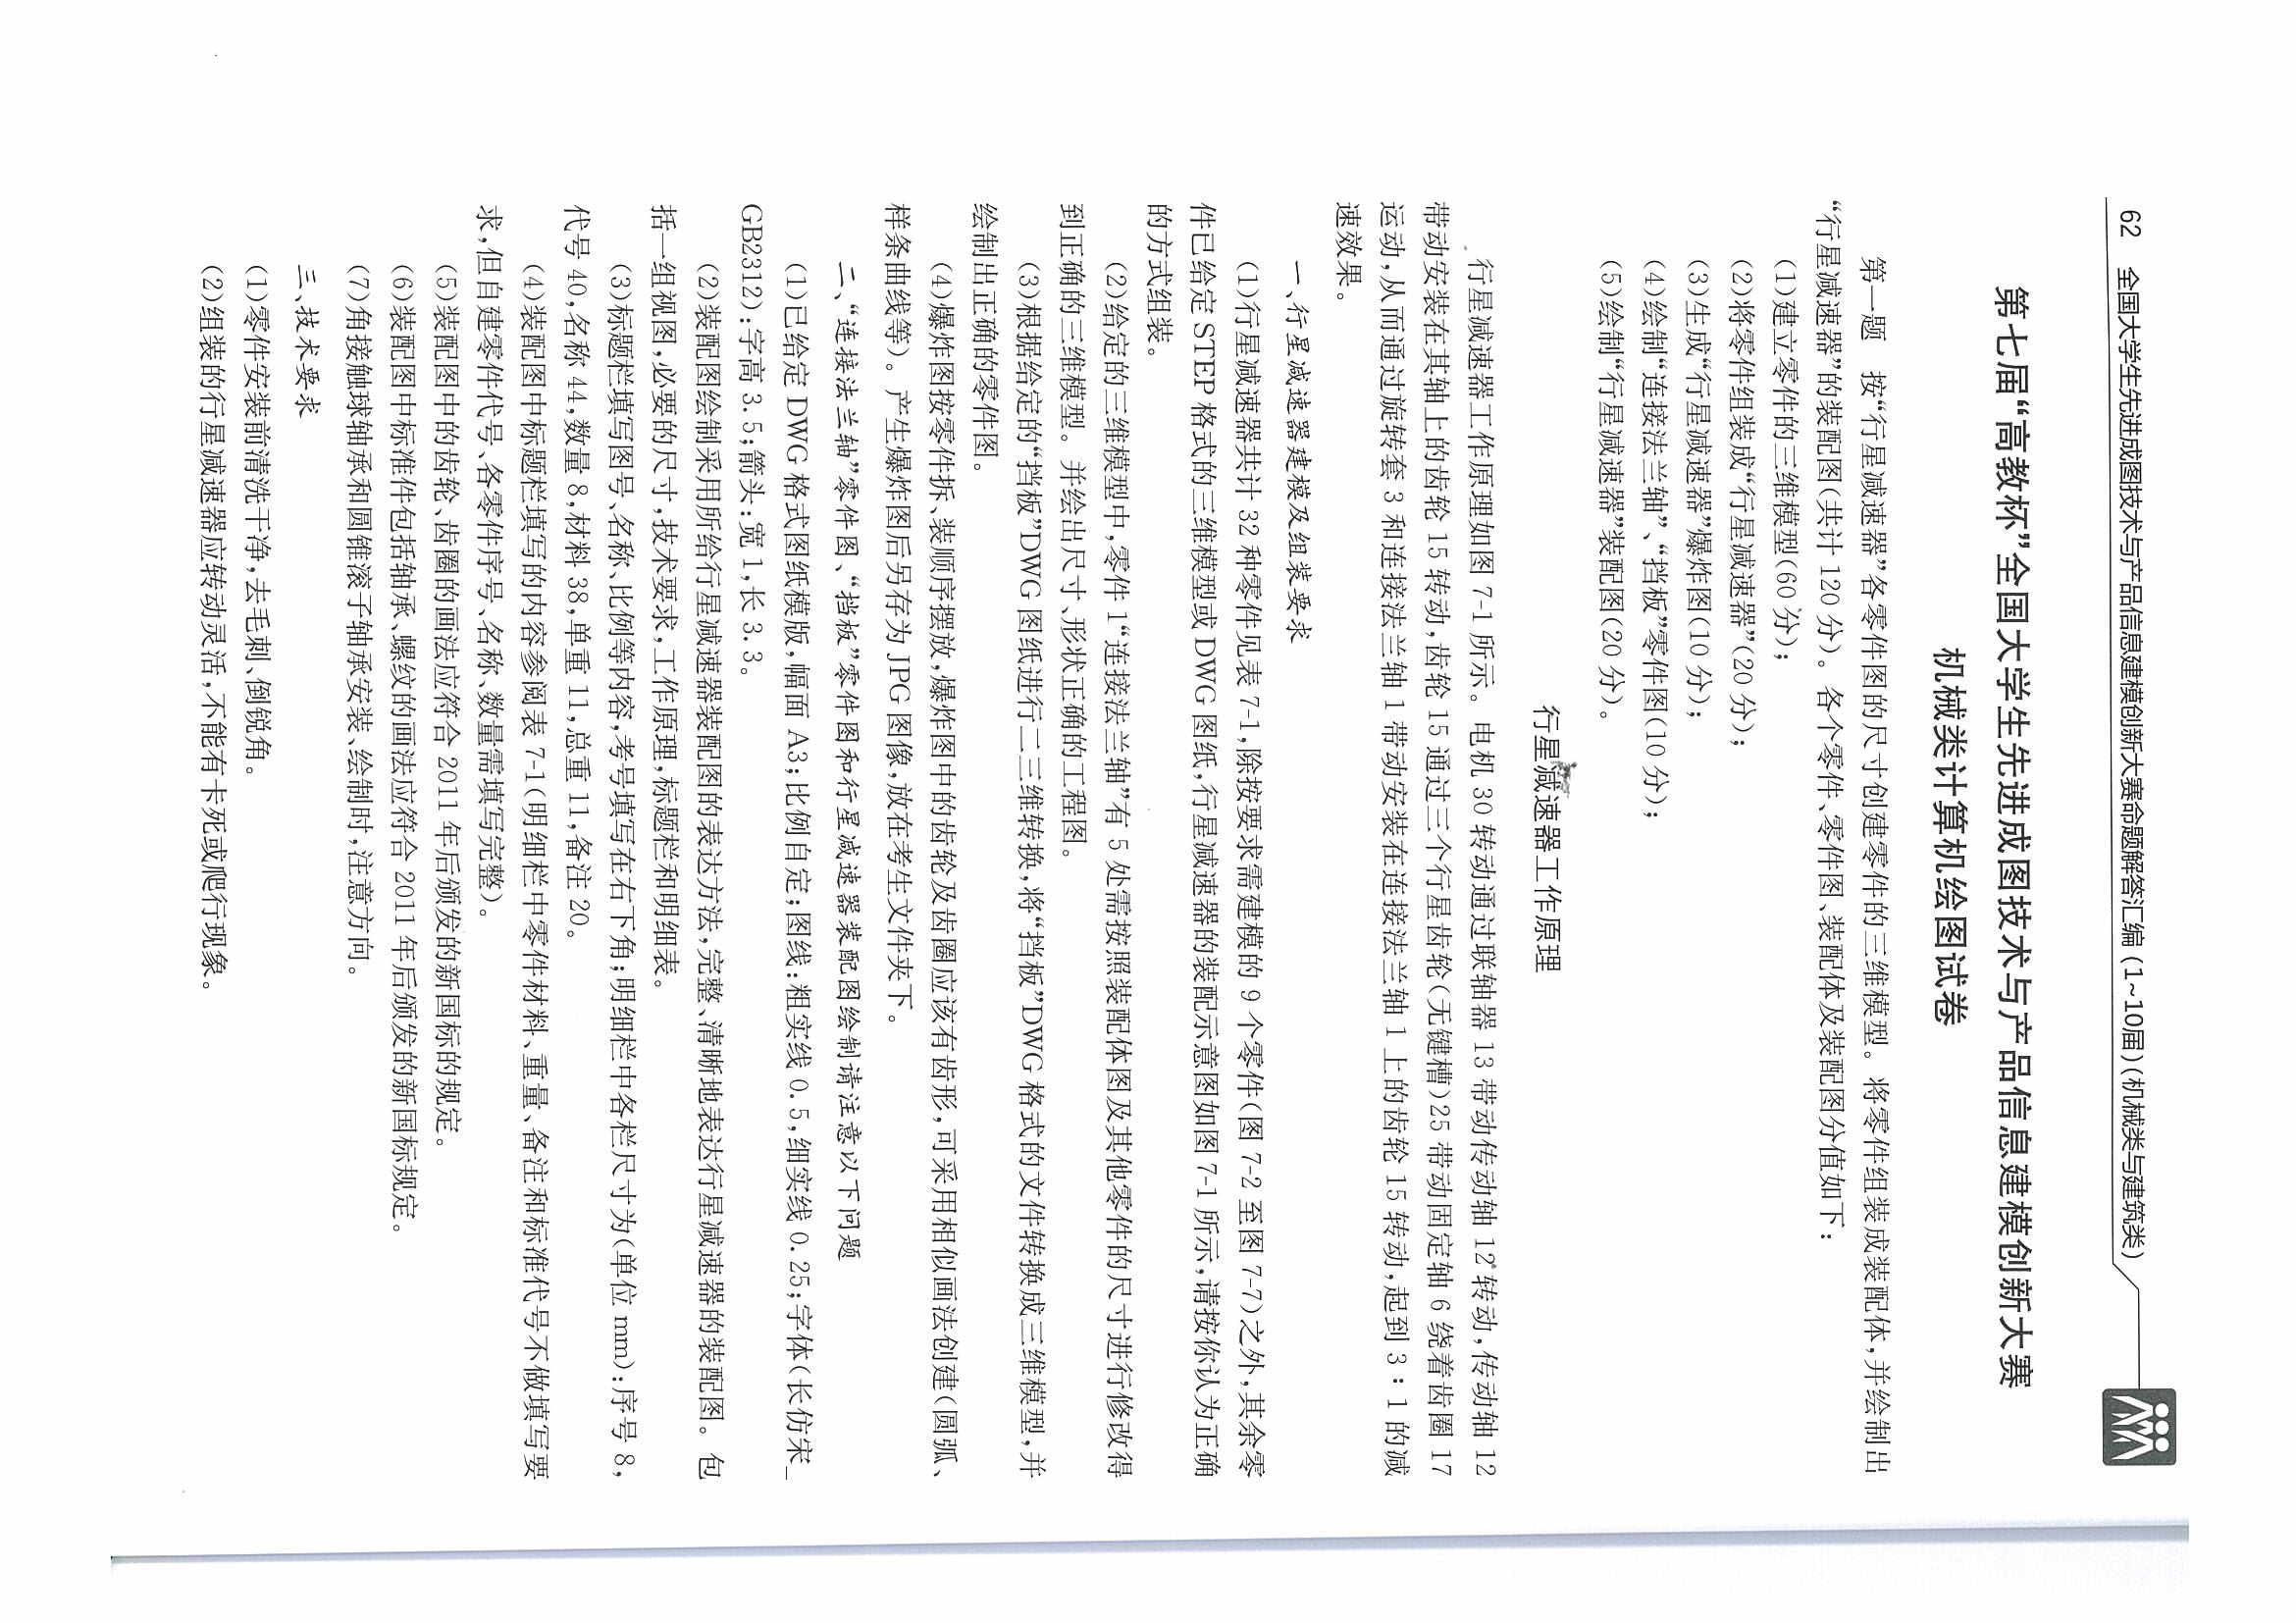 62 全国大学生先进成图技术与产品信息建模创新大赛命题解答汇编（1~10届）（机械类与建筑类）
第七届“高教杯”全国大学生先进成图技术与产品信息建模创新大赛
机械类计算机绘图试卷
第一题 按“行星减速器”各零件图的尺寸创建零件的三维模型。将零件组装成装配体，并绘制出
“行星减速器”的装配图（共计 120 分）。各个零件、零件图、装配体及装配图分值如下：
（1）建立零件的三维模型（60 分）；
（2）将零件组装成“行星减速器”（20 分）；
（3）生成“行星减速器”爆炸图（10 分）；
（4）绘制“连接法兰轴”、“挡板”零件图（10 分）；
（5）绘制“行星减速器”装配图（20 分）。
行星减速器工作原理
行星减速器工作原理如图 7-1 所示。电机 30 转动通过联轴器 13 带动传动轴 12 转动，传动轴 12
带动安装在其轴上的齿轮 15 转动，齿轮 15 通过三个行星齿轮（无键槽）25 带动固定轴 6 绕着齿圈 17
运动，从而通过旋转套 3 和连接法兰轴 1 带动安装在连接法兰轴 1 上的齿轮 15 转动，起到 3∶1 的减
速效果。
一、行星减速器建模及组装要求
（1）行星减速器共计 32 种零件见表 7-1，除按要求需建模的 9 个零件（图 7-2 至图 7-7）之外，其余零
件已给定 STEP 格式的三维模型或 DWG 图纸，行星减速器的装配示意图如图 7-1 所示，请按你认为正确
的方式组装。
（2）给定的三维模型中，零件 1“连接法兰轴”有 5 处需按照装配体图及其他零件的尺寸进行修改得
到正确的三维模型。并绘出尺寸、形状正确的工程图。
（3）根据给定的“挡板”DWG 图纸进行二三维转换，将“挡板”DWG 格式的文件转换成三维模型，并
绘制出正确的零件图。
（4）爆炸图按零件拆、装顺序摆放，爆炸图中的齿轮及齿圈应该有齿形，可采用相似画法创建（圆弧、
样条曲线等）。产生爆炸图后另存为 JPG 图像，放在考生文件夹下。
二、“连接法兰轴”零件图、“挡板”零件图和行星减速器装配图绘制请注意以下问题
（1）已给定 DWG 格式图纸模版，幅面 A3；比例自定；图线：粗实线 0.5，细实线 0.25；字体（长仿宋_
GB2312）：字高 3.5；箭头：宽 1，长 3.3。
（2）装配图绘制采用所给行星减速器装配图的表达方法，完整、清晰地表达行星减速器的装配图。包
括一组视图，必要的尺寸，技术要求，工作原理，标题栏和明细表。
（3）标题栏填写图号、名称、比例等内容，考号填写在右下角；明细栏中各栏尺寸为（单位 mm）：序号 8，
代号 40，名称 44，数量 8，材料 38，单重 11，总重 11，备注 20。
（4）装配图中标题栏填写的内容参阅表 7-1（明细栏中零件材料、重量、备注和标准代号不做填写要
求，但自建零件代号、各零件序号、名称、数量需填写完整）。
（5）装配图中的齿轮、齿圈的画法应符合 2011 年后颁发的新国标的规定。
（6）装配图中标准件包括轴承、螺纹的画法应符合 2011 年后颁发的新国标规定。
（7）角接触球轴承和圆锥滚子轴承安装、绘制时，注意方向。
三、技术要求
（1）零件安装前清洗干净，去毛刺、倒锐角。
（2）组装的行星减速器应转动灵活，不能有卡死或爬行现象。